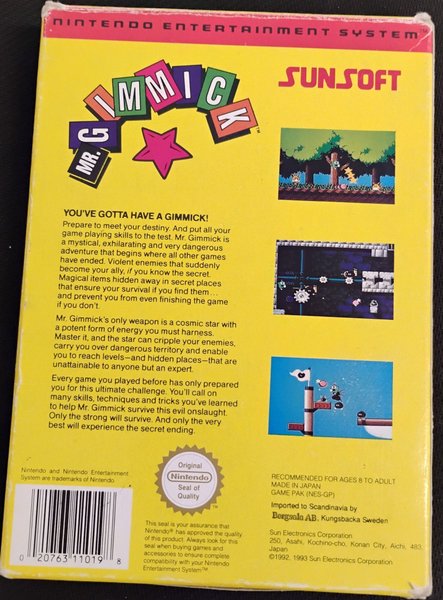 NINTENDO ENTERTAINMENT SYSTEM™
MR. GIMMICK™
SUNSOFT
YOU'VE GOTTA HAVE A GIMMICK!
Prepare to meet your destiny. And put all your
game playing skills to the test. Mr. Gimmick is
a mystical, exhilarating and very dangerous
adventure that begins where all other games
have ended. Violent enemies that suddenly
become your ally, if you know the secret.
Magical items hidden away in secret places
that ensure your survival if you find them ...
and prevent you from even finishing the game
if you don't.
Mr. Gimmick's only weapon is a cosmic star with
a potent form of energy you must harness.
Master it, and the star can cripple your enemies,
carry you over dangerous territory and enable
you to reach levels—and hidden places—that are
unattainable to anyone but an expert.
Every game you played before has only prepared
you for this ultimate challenge. You'll call on
many skills, techniques and tricks you've learned
to help Mr. Gimmick survive this evil onslaught.
Only the strong will survive. And only the very
best will experience the secret ending.
Nintendo and Nintendo Entertainment
System are trademarks of Nintendo.
Original
Nintendo
Seal of
Quality
RECOMMENDED FOR AGES 8 TO ADULT
MADE IN JAPAN
GAME PAK (NES-GP)
Imported to Scandinavia by
Bergsala AB. Kungsbacka Sweden
This seal is your assurance that
Nintendo® has approved the quality
of this product. Always look for this
seal when buying games and
accessories to ensure complete
compatibility with your Nintendo
Entertainment System™
Sun Electronics Corporation
250, Asahi, Kochino-cho, Konan City, Aichi, 483,
Japan
©1992, 1993 Sun Electronics Corporation
0 20763 11019 8